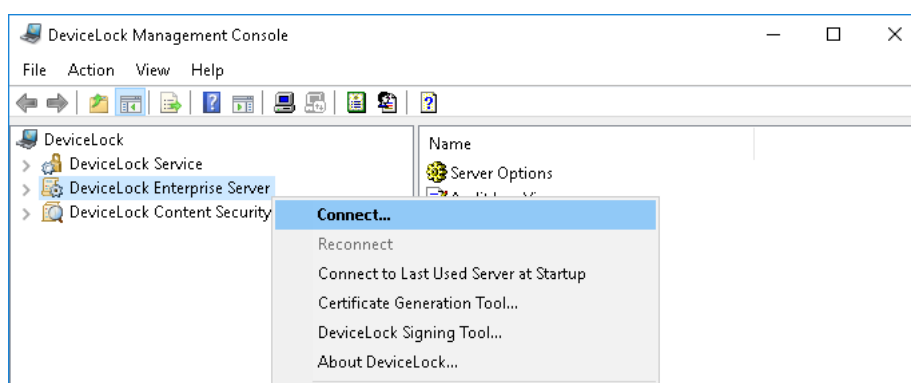 DeviceLock Management Console
File Action View Help
DeviceLock
Name
DeviceLock Service
Server Options
DeviceLock Enterprise Server
DeviceLock Content Security
Connect...
Reconnect
Connect to Last Used Server at Startup
Certificate Generation Tool...
DeviceLock Signing Tool...
About DeviceLock...